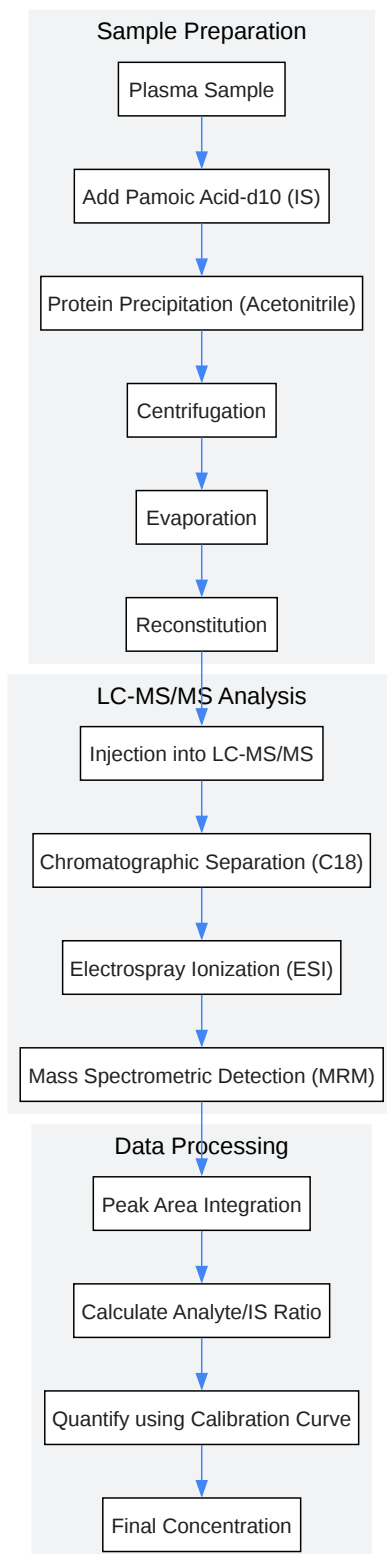 Sample Preparation
Plasma Sample
Add Pamoic Acid-d10 (IS)
Protein Precipitation (Acetonitrile)
Centrifugation
Evaporation
Reconstitution
LC-MS/MS Analysis
Injection into LC-MS/MS
Chromatographic Separation (C18)
Electrospray Ionization (ESI)
Mass Spectrometric Detection (MRM)
Data Processing
Peak Area Integration
Calculate Analyte/IS Ratio
Quantify using Calibration Curve
Final Concentration